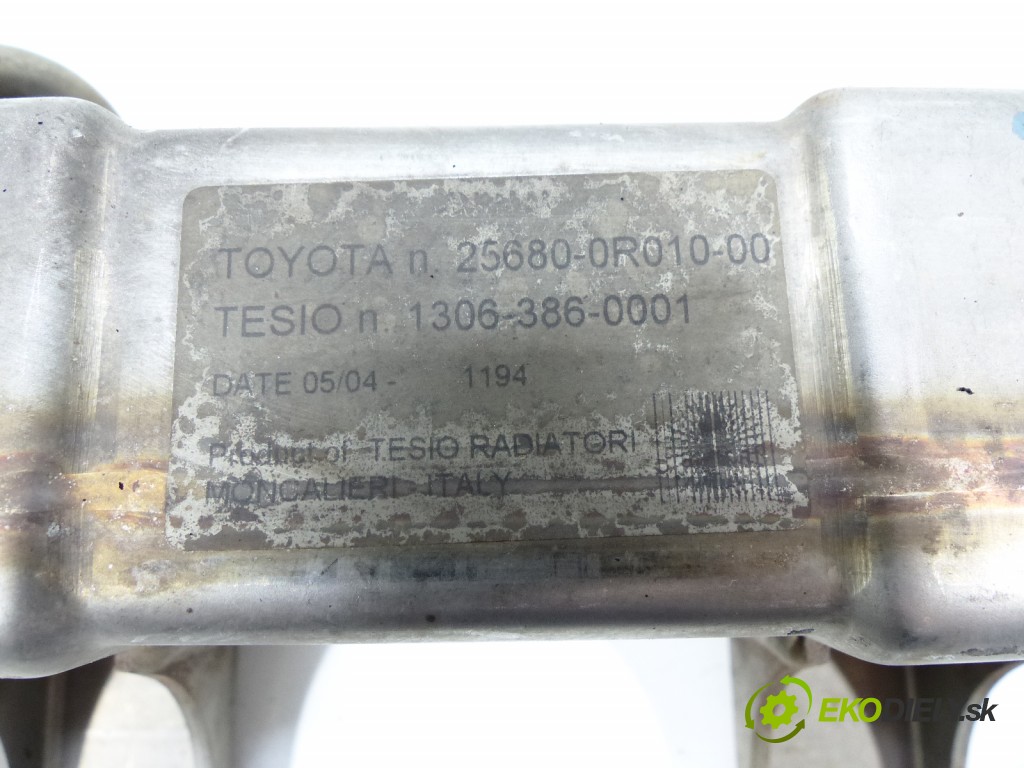 TOYOTA n. 25680-0R010-00
TESIO n. 1306-386-0001
DATE 05/04 - 1194
Product of TESIO RADIATORI
MONCALIERI - ITALY
EKODIELY.sk